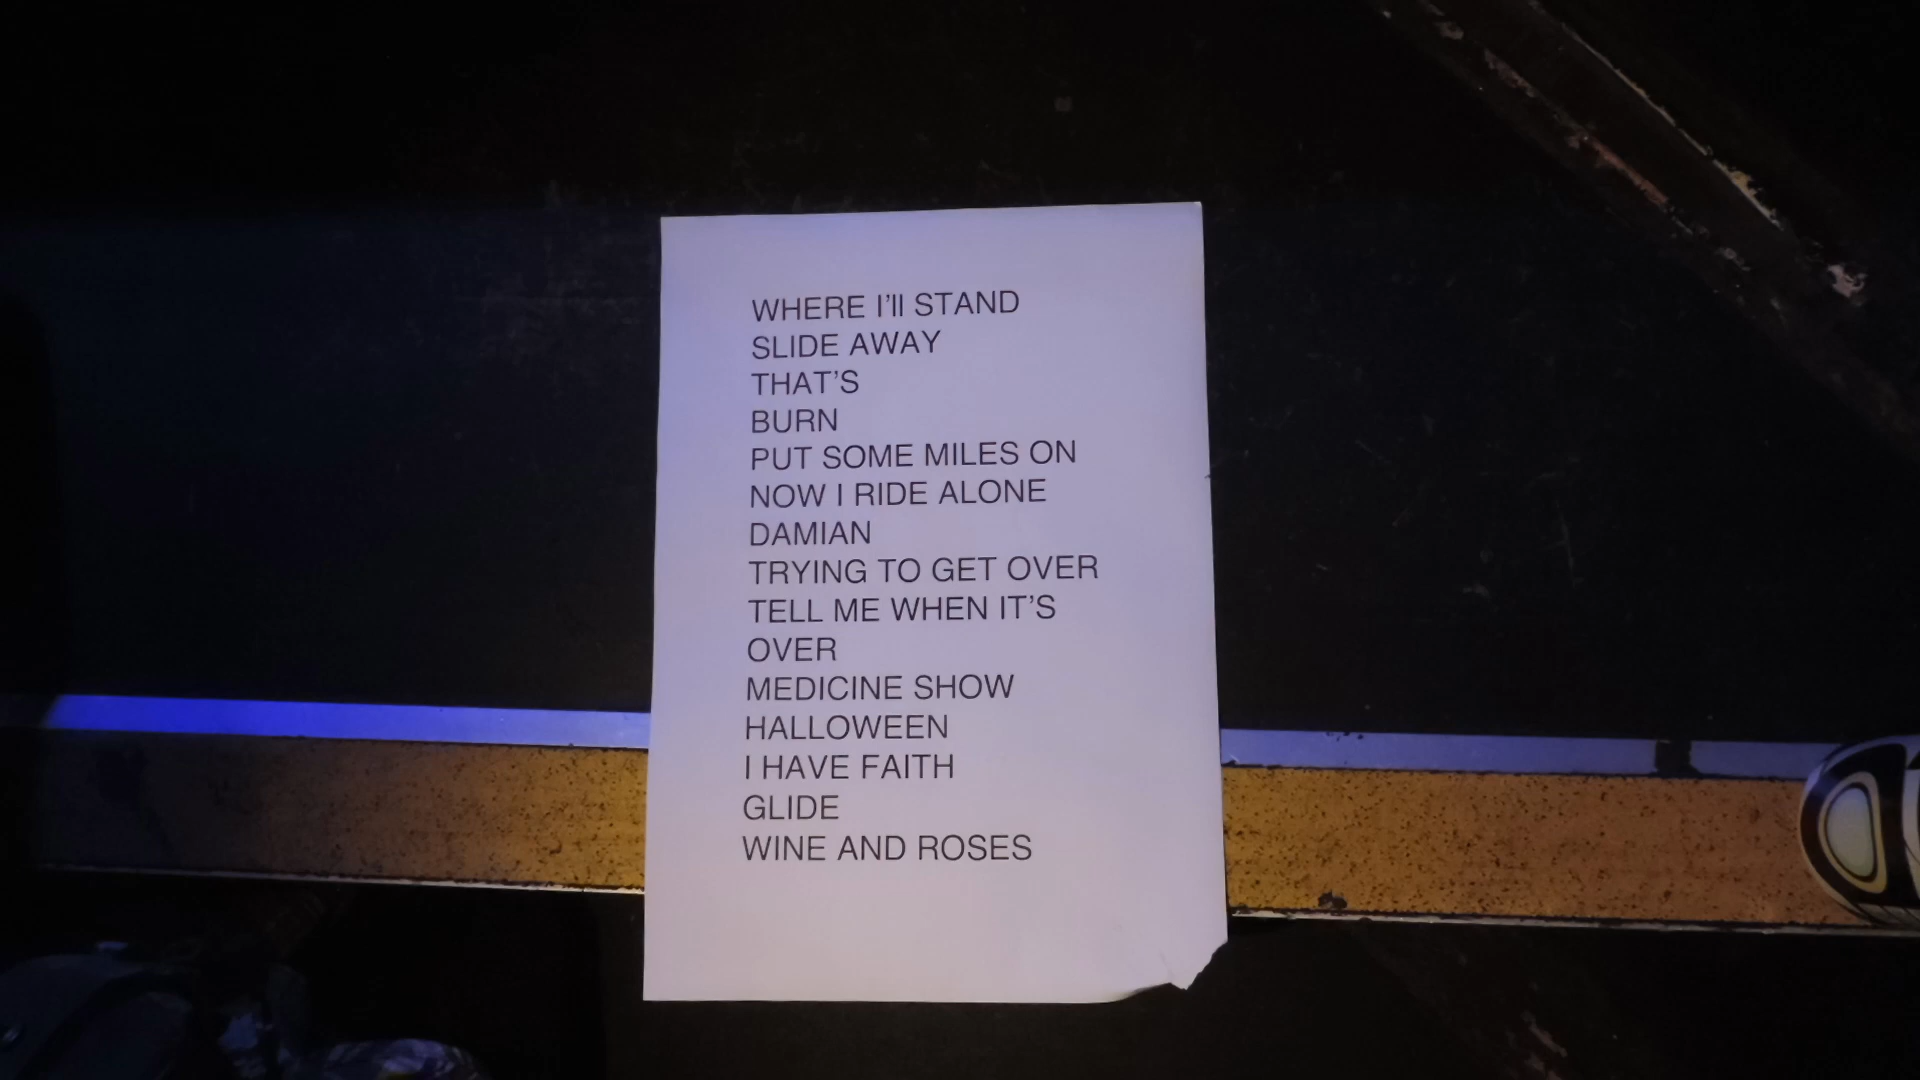 WHERE I'll STAND
SLIDE AWAY
THAT'S
BURN
PUT SOME MILES ON
NOW I RIDE ALONE
DAMIAN
TRYING TO GET OVER
TELL ME WHEN IT'S
OVER
MEDICINE SHOW
HALLOWEEN
I HAVE FAITH
GLIDE
WINE AND ROSES